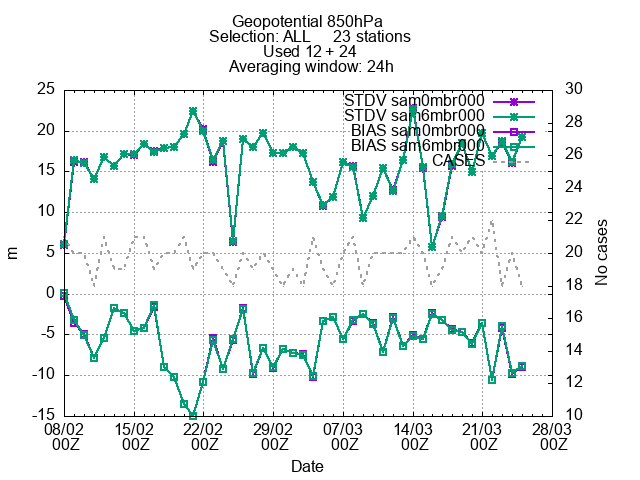 Geopotential 850hPa
Selection: ALL 23 stations
Used 12 + 24
Averaging window: 24h
25
20
15
10
5
0
-5
-10
-15
m
30
28
26
24
22
20
18
16
14
12
10
No cases
STDV sam0mbr000
STDV sam6mbr000
BIAS sam0mbr000
BIAS sam6mbr000
CASES
08/02 15/02 22/02 29/02 07/03 14/03 21/03 28/03
00Z 00Z 00Z 00Z 00Z 00Z 00Z 00Z
Date